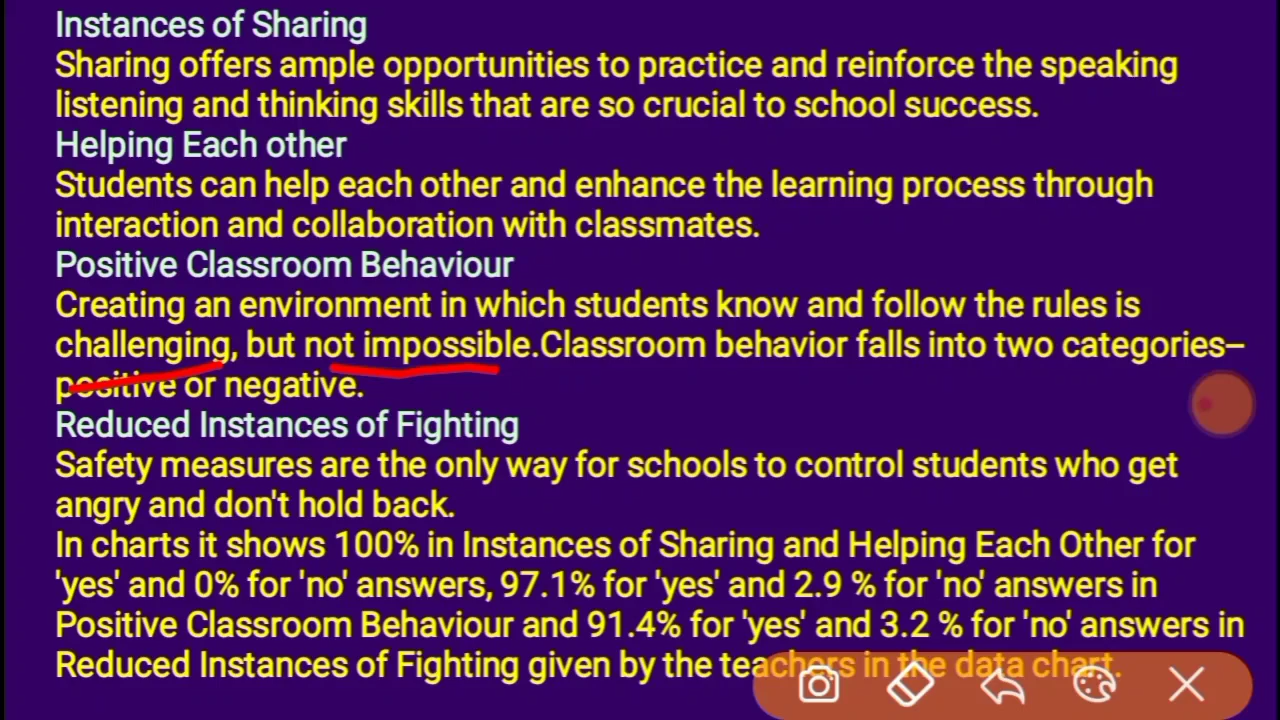 Instances of Sharing
Sharing offers ample opportunities to practice and reinforce the speaking
listening and thinking skills that are so crucial to school success.
Helping Each other
Students can help each other and enhance the learning process through
interaction and collaboration with classmates.
Positive Classroom Behaviour
Creating an environment in which students know and follow the rules is
challenging, but not impossible.Classroom behavior falls into two categories–
positive or negative.
Reduced Instances of Fighting
Safety measures are the only way for schools to control students who get
angry and don't hold back.
In charts it shows 100% in Instances of Sharing and Helping Each Other for
'yes' and 0% for 'no' answers, 97.1% for 'yes' and 2.9 % for 'no' answers in
Positive Classroom Behaviour and 91.4% for 'yes' and 3.2 % for 'no' answers in
Reduced Instances of Fighting given by the teachers in the data chart.